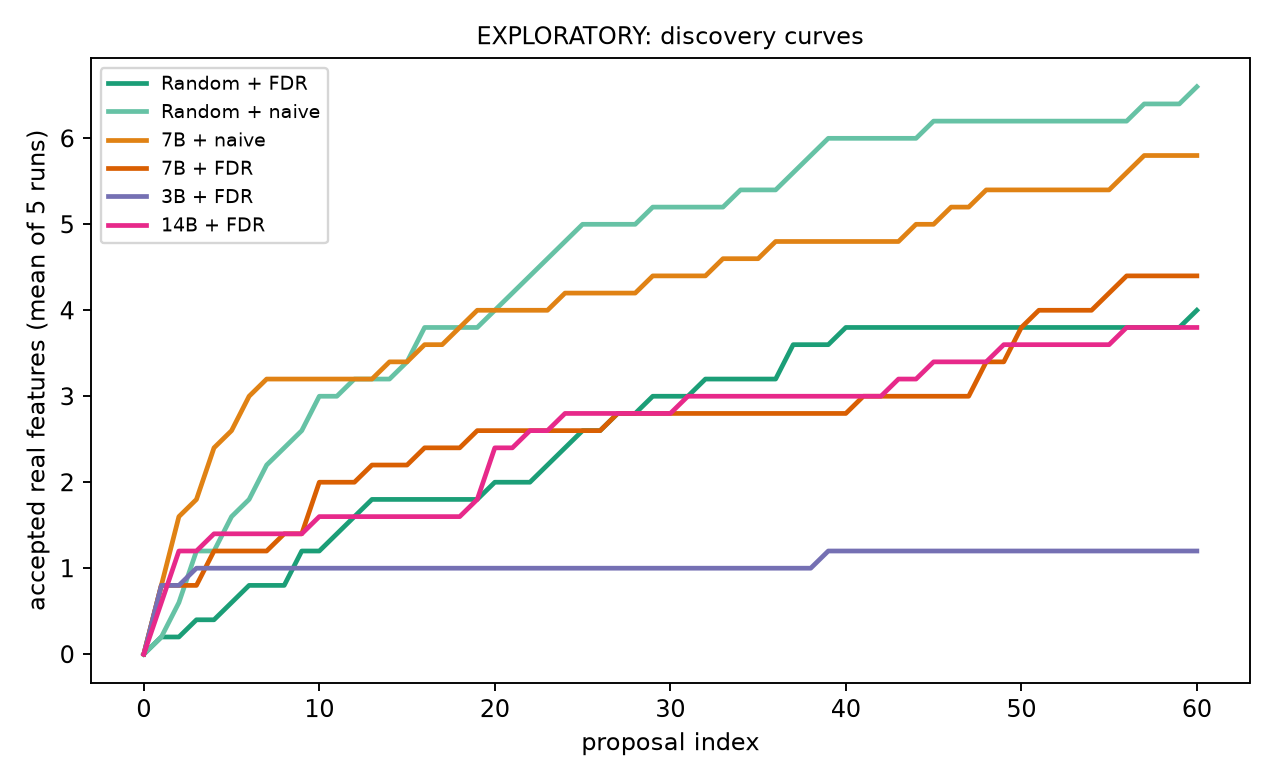 EXPLORATORY: discovery curves
Random + FDR
Random + naive
7B + naive
7B + FDR
3B + FDR
14B + FDR
accepted real features (mean of 5 runs)
6
5
4
3
2
1
0
0 10 20 30 40 50 60
proposal index